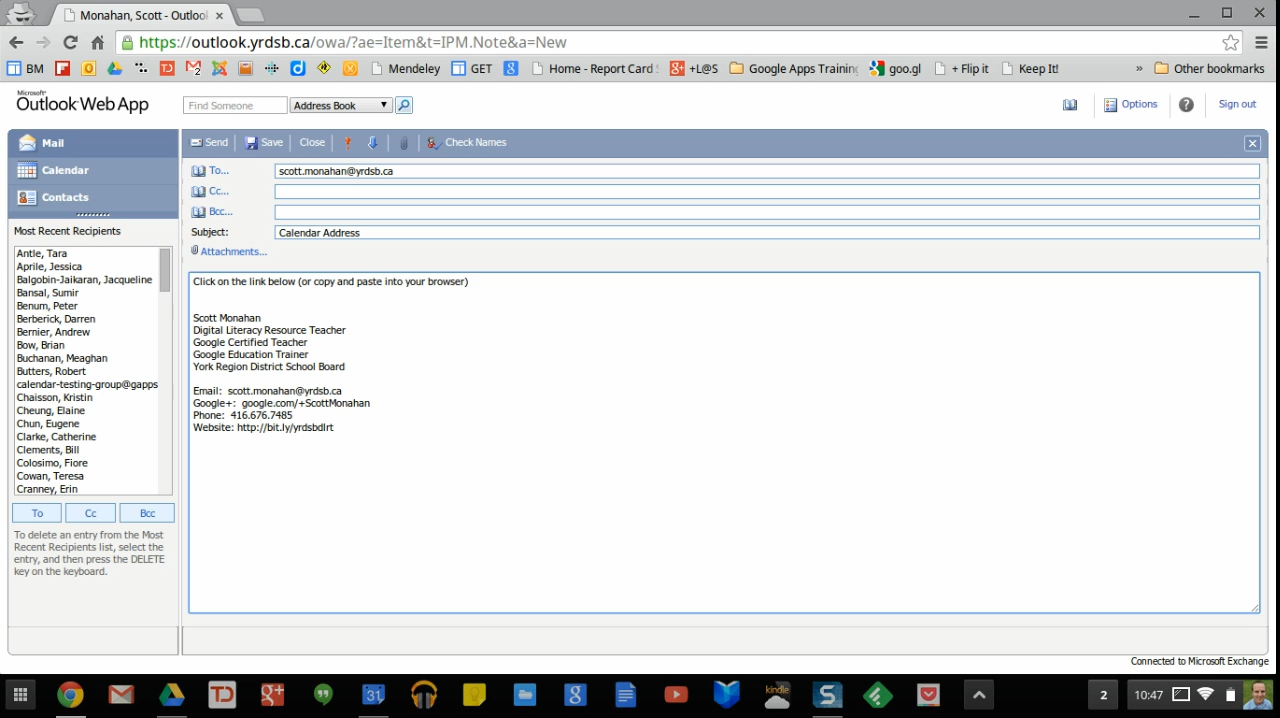 Monahan, Scott - Outlool
https://outlook.yrdsb.ca/owa/?ae=Item&t=IPM.Note&a=New
BM
Mendeley
GET
Home - Report Card
+L@S
Google Apps Training
goo.gl
+ Flip it
Keep It!
»
Other bookmarks
Microsoft®
Outlook Web App
Find Someone
Address Book
Options
Sign out
Mail
Calendar
Contacts
Send
Save
Close
Check Names
To...
scott.monahan@yrdsb.ca
Cc...
Bcc...
Subject:
Calendar Address
Attachments...
Most Recent Recipients
Antle, Tara
Aprile, Jessica
Balgobin-Jaikaran, Jacqueline
Bansal, Sumir
Benum, Peter
Berberick, Darren
Bernier, Andrew
Bow, Brian
Buchanan, Meaghan
Butters, Robert
calendar-testing-group@gapps
Chaisson, Kristin
Cheung, Elaine
Chun, Eugene
Clarke, Catherine
Clements, Bill
Colosimo, Fiore
Cowan, Teresa
Cranney, Erin
To
Cc
Bcc
To delete an entry from the Most
Recent Recipients list, select the
entry, and then press the DELETE
key on the keyboard.
Click on the link below (or copy and paste into your browser)
Scott Monahan
Digital Literacy Resource Teacher
Google Certified Teacher
Google Education Trainer
York Region District School Board
Email: scott.monahan@yrdsb.ca
Google+: google.com/+ScottMonahan
Phone: 416.676.7485
Website: http://bit.ly/yrdsbdlrt
Connected to Microsoft Exchange
31
kindle
2
10:47